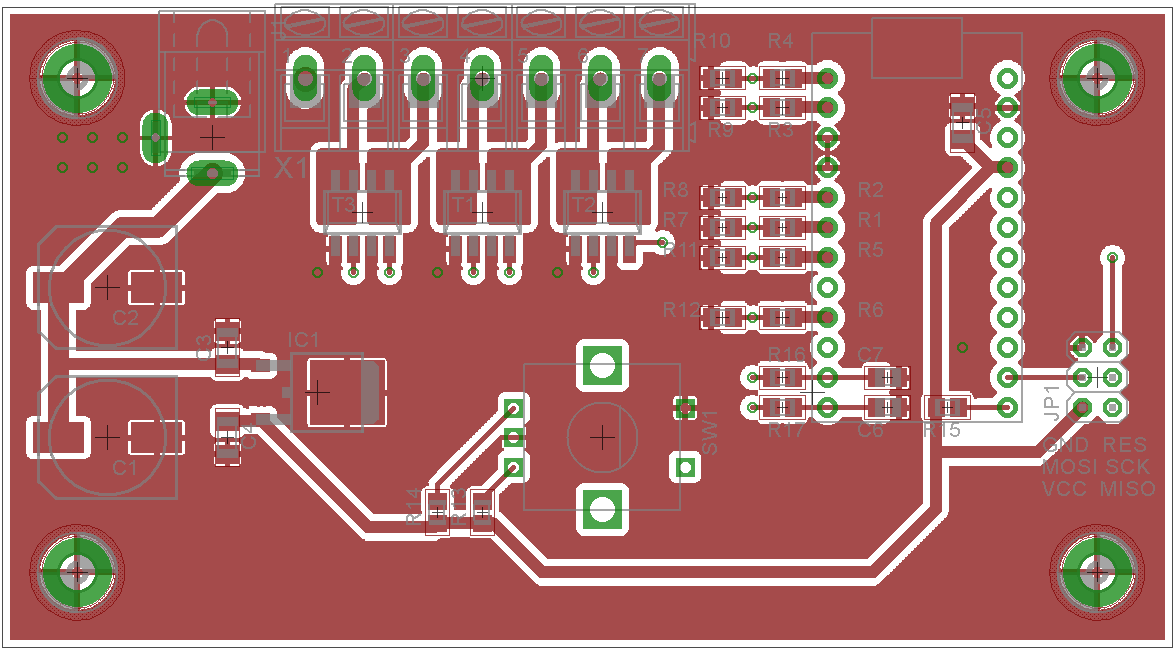 1 2 3 4 5 6 7
R10 R4
R9 R3
C5
X1
T3 T1 T2
R8 R2
R7 R1
R11 R5
R12 R6
C2
C3
IC1
R16 C7
JP1
SW1
R17 C6 R15
C4
C1
GND RES
MOSI SCK
VCC MISO
R14 R13